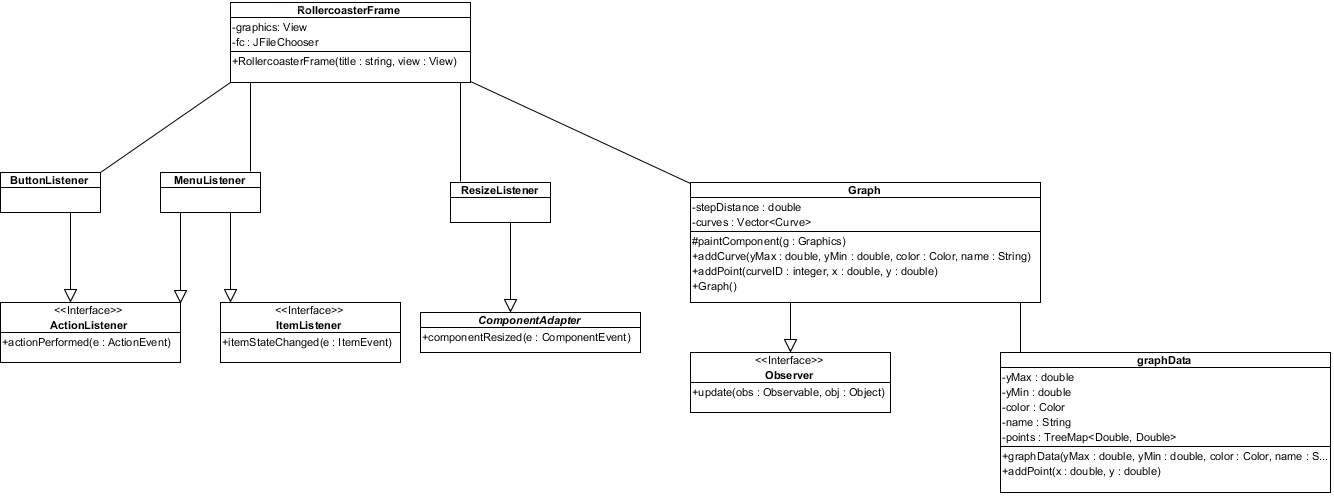 RollercoasterFrame
-graphics: View
-fc : JFileChooser
+RollercoasterFrame(title : string, view : View)
ButtonListener
MenuListener
ResizeListener
Graph
-stepDistance : double
-curves : Vector<Curve>
#paintComponent(g : Graphics)
+addCurve(yMax : double, yMin : double, color : Color, name : String)
+addPoint(curveID : integer, x : double, y : double)
+Graph()
<<Interface>>
ActionListener
+actionPerformed(e : ActionEvent)
<<Interface>>
ItemListener
+itemStateChanged(e : ItemEvent)
ComponentAdapter
+componentResized(e : ComponentEvent)
<<Interface>>
Observer
+update(obs : Observable, obj : Object)
graphData
-yMax : double
-yMin : double
-color : Color
-name : String
-points : TreeMap<Double, Double>
+graphData(yMax : double, yMin : double, color : Color, name : S...
+addPoint(x : double, y : double)